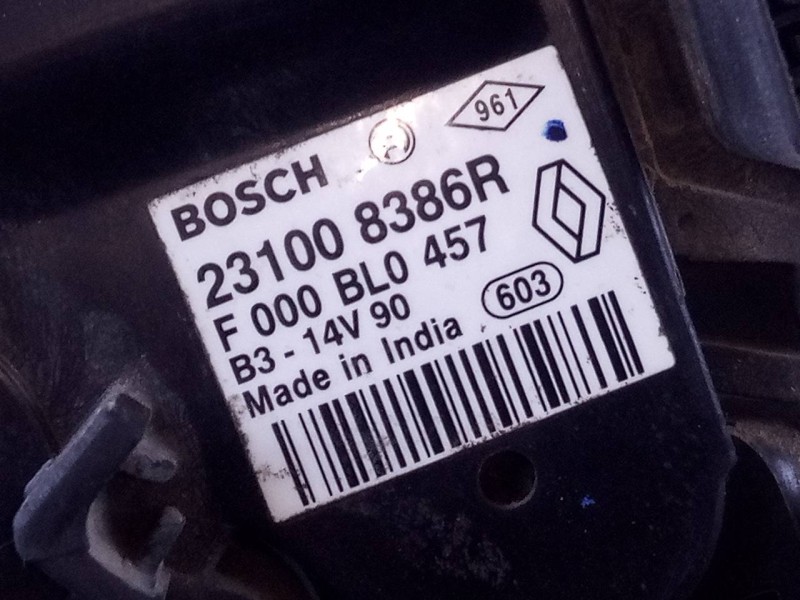 961
BOSCH
23100 8386R
F 000 BL0 457
B3 - 14V 90
603
Made in India